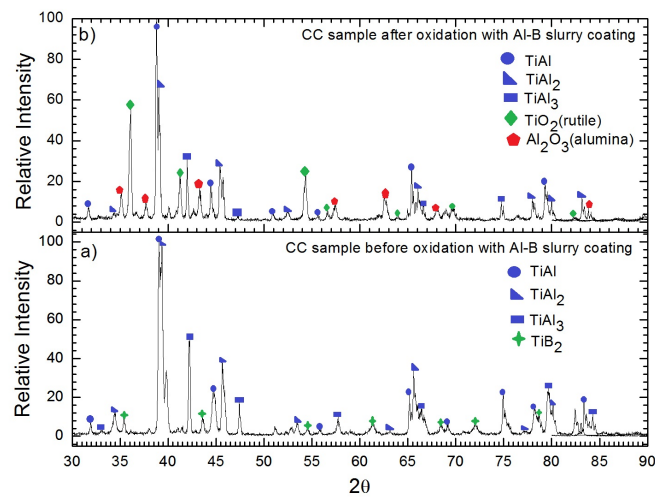 b)
CC sample after oxidation with Al-B slurry coating
TiAl
TiAl₂
TiAl₃
TiO₂(rutile)
Al₂O₃(alumina)
Relative Intensity
100
80
60
40
20
0
a)
CC sample before oxidation with Al-B slurry coating
TiAl
TiAl₂
TiAl₃
TiB₂
Relative Intensity
100
80
60
40
20
0
30 35 40 45 50 55 60 65 70 75 80 85 90
2θ